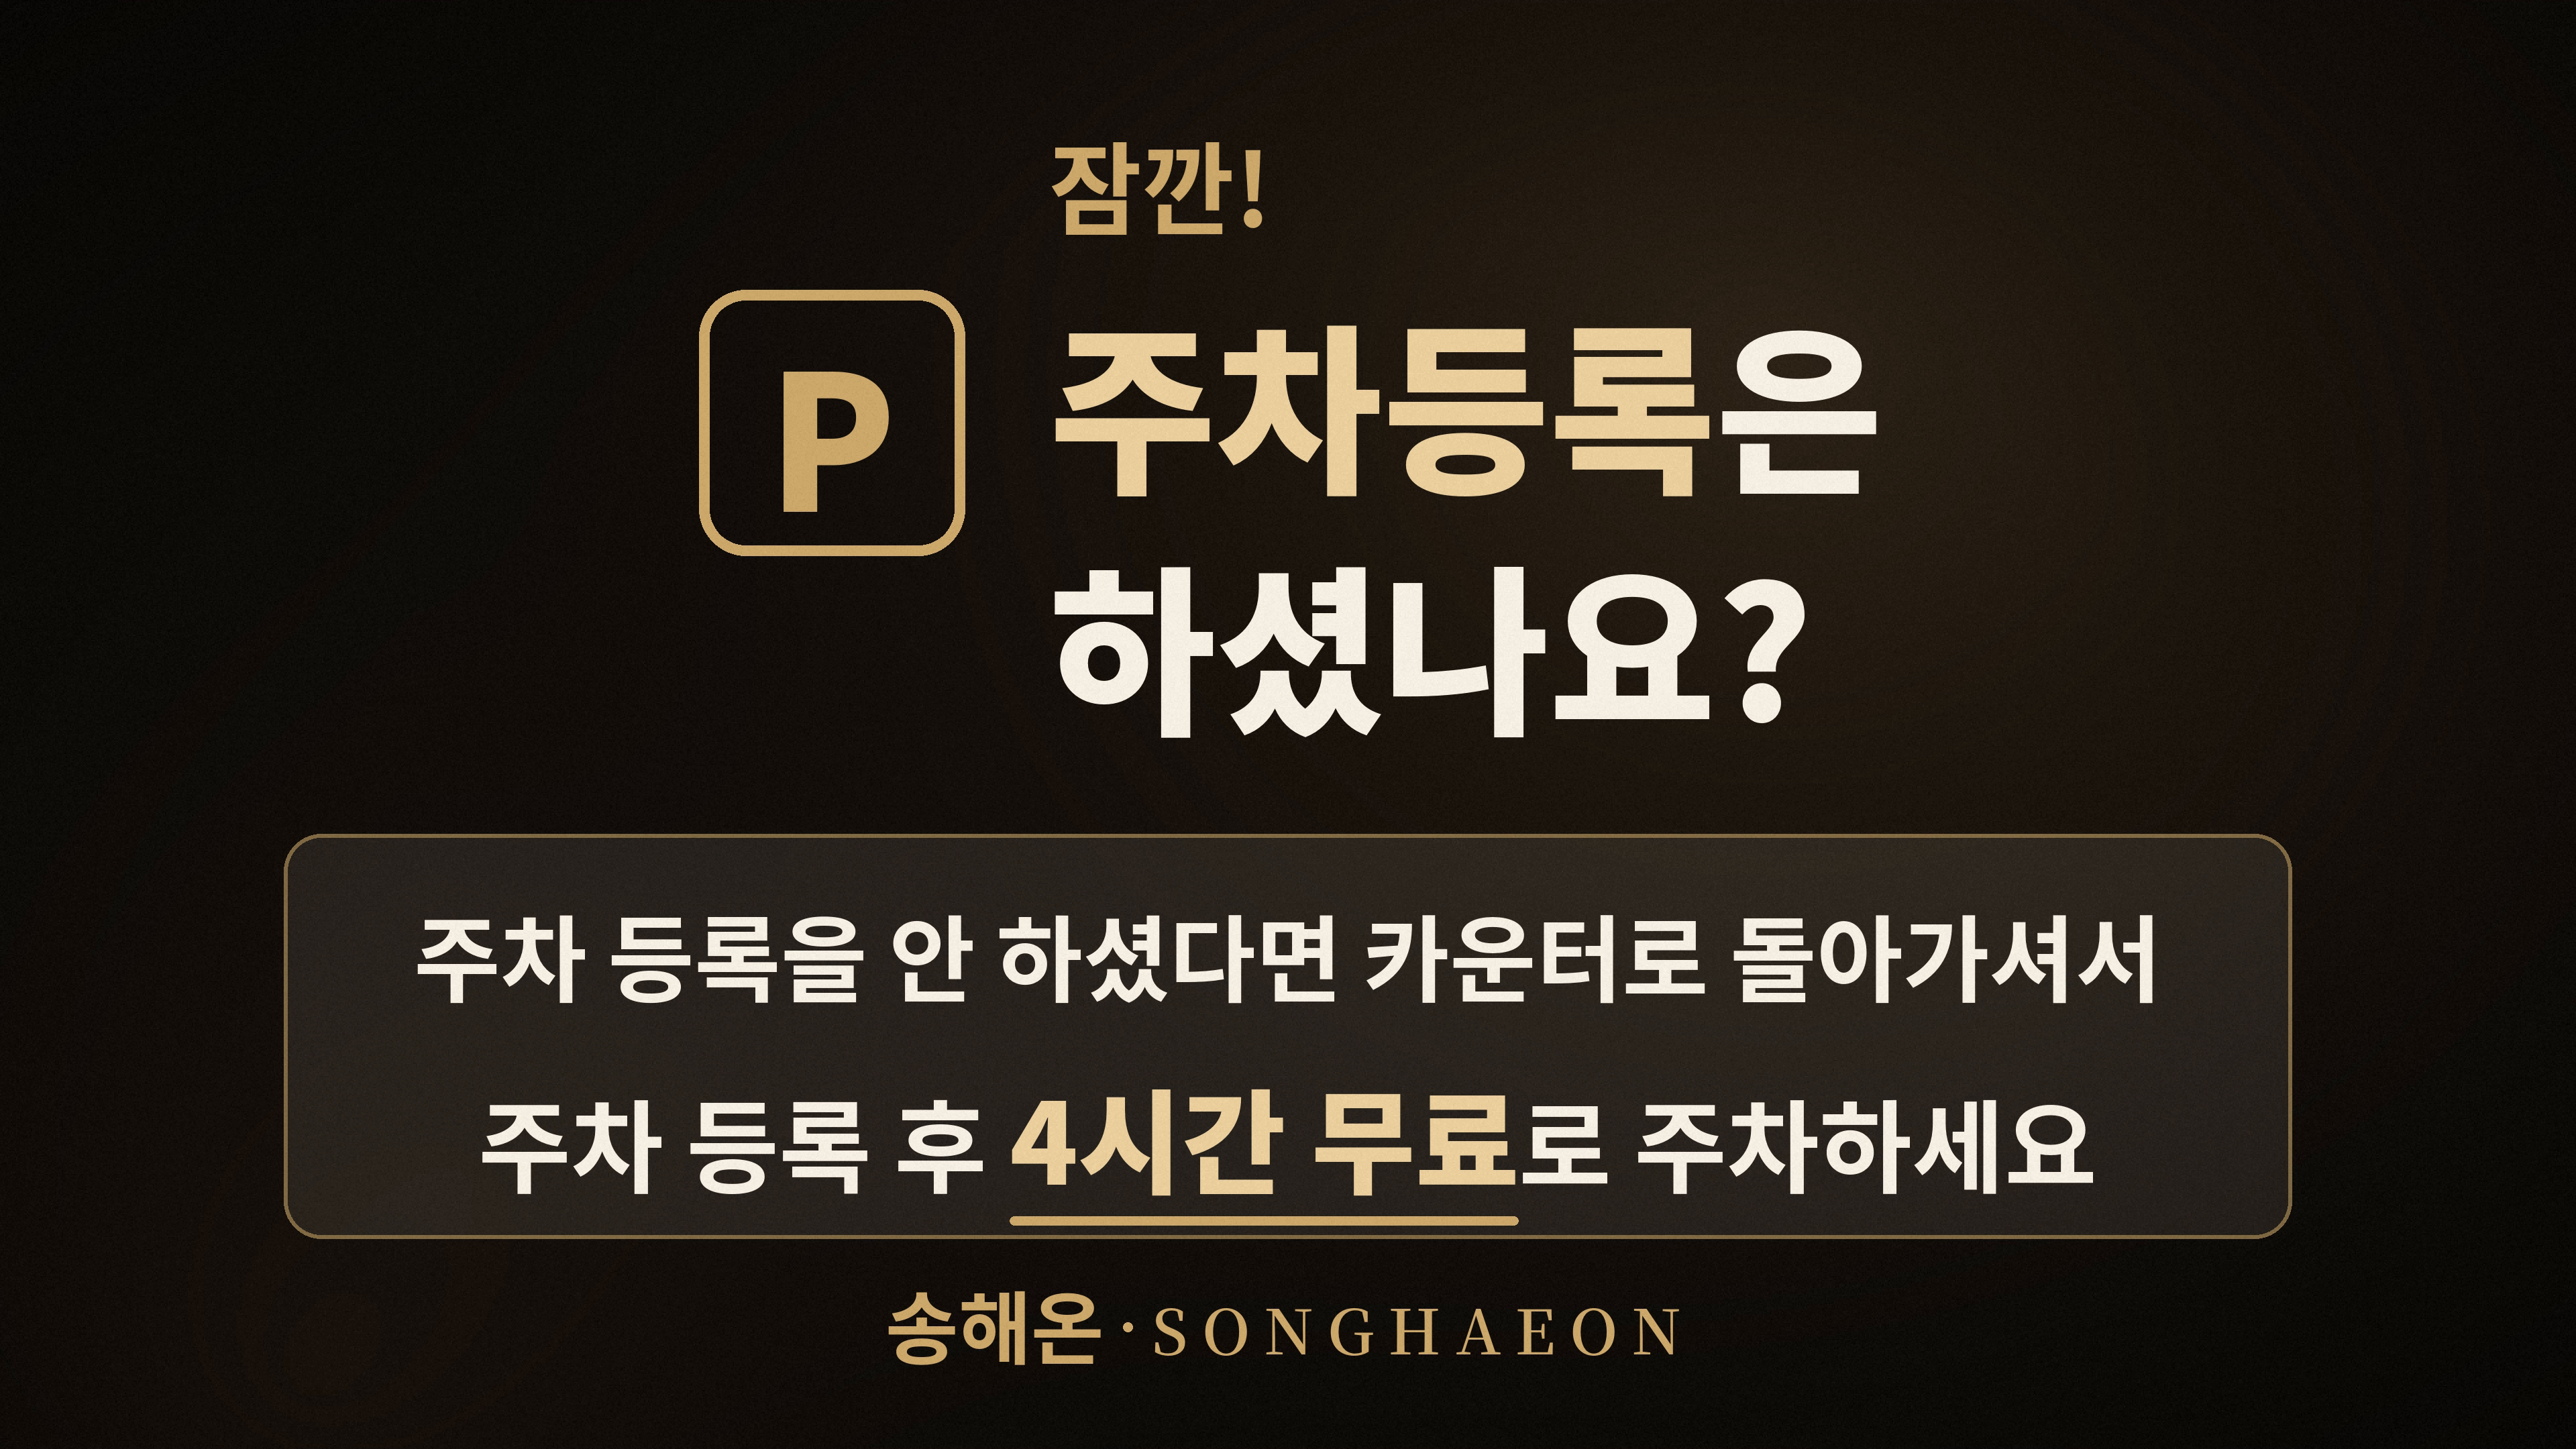 잠깐!
P
주차등록은
하셨나요?
주차 등록을 안 하셨다면 카운터로 돌아가셔서
주차 등록 후 4시간 무료로 주차하세요
송해온·SONGHAEON